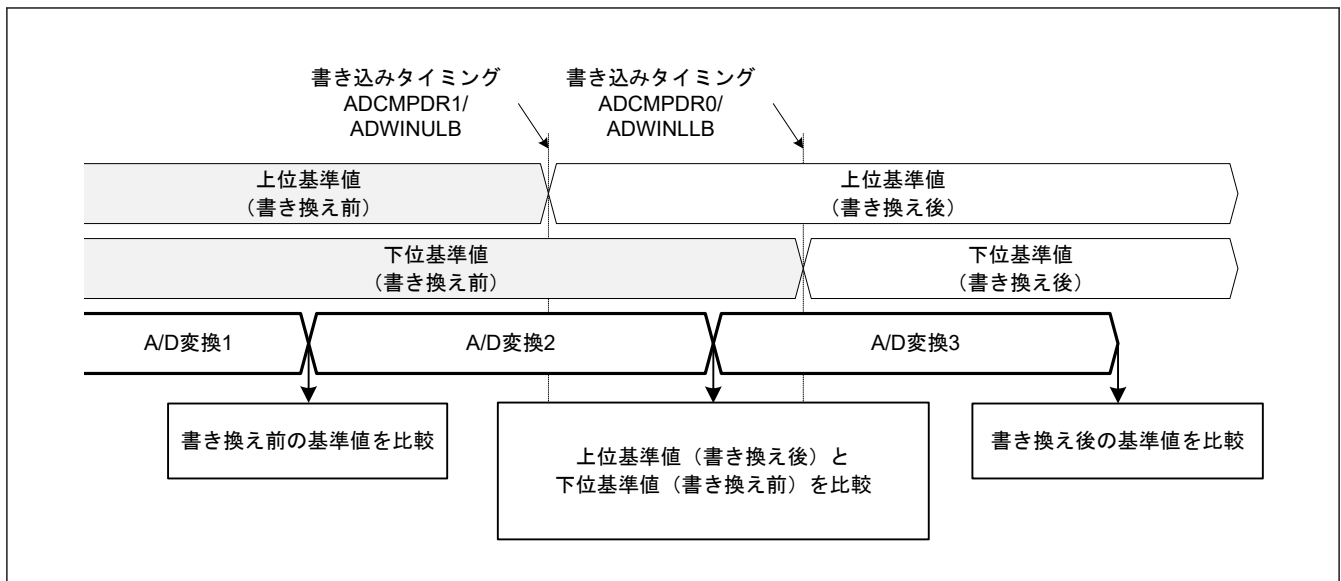 書き込みタイミング
ADCMPDR1/
ADWINULB
書き込みタイミング
ADCMPDR0/
ADWINLLB
上位基準値
（書き換え前）
上位基準値
（書き換え後）
下位基準値
（書き換え前）
下位基準値
（書き換え後）
A/D変換1
A/D変換2
A/D変換3
書き換え前の基準値を比較
上位基準値（書き換え後）と
下位基準値（書き換え前）を比較
書き換え後の基準値を比較